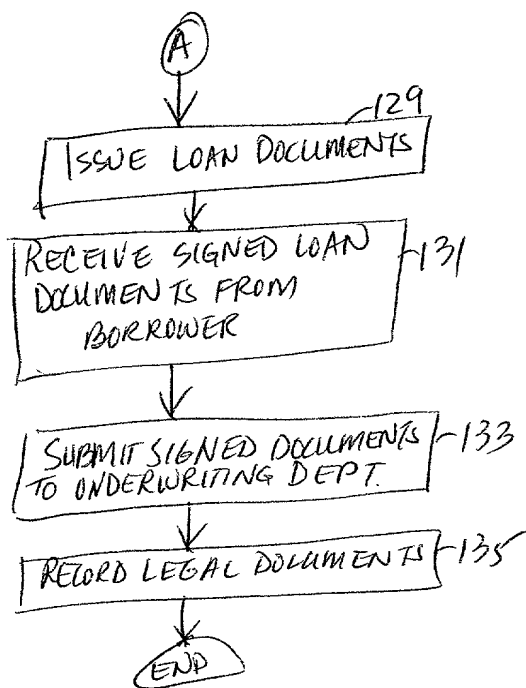 A
129
ISSUE LOAN DOCUMENTS
RECEIVE SIGNED LOAN
131
DOCUMENTS FROM
BORROWER
SUBMIT SIGNED DOCUMENTS
133
TO UNDERWRITING DEPT.
RECORD LEGAL DOCUMENTS
135
END